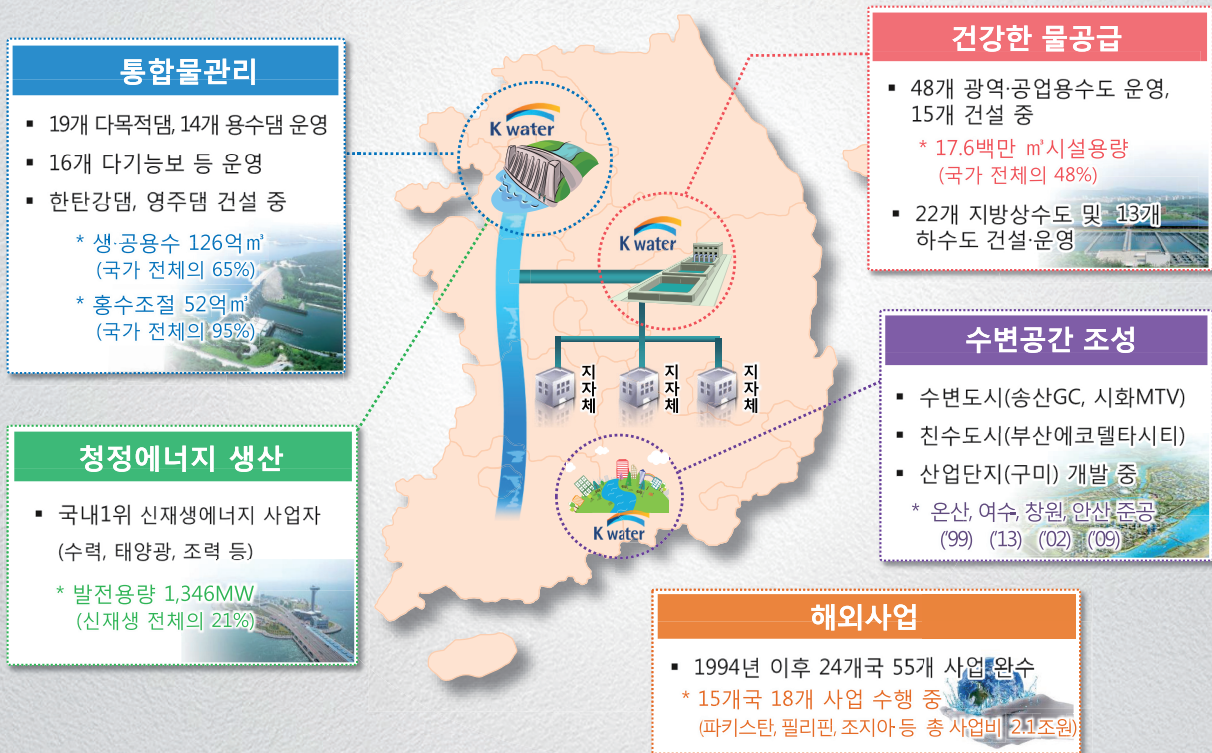 통합물관리
▪ 19개 다목적댐, 14개 용수댐 운영
▪ 16개 다기능보 등 운영
▪ 한탄강댐, 영주댐 건설 중
* 생·공용수 126억㎥
(국가 전체의 65%)
* 홍수조절 52억㎥
(국가 전체의 95%)
청정에너지 생산
▪ 국내1위 신재생에너지 사업자
(수력, 태양광, 조력 등)
* 발전용량 1,346MW
(신재생 전체의 21%)
K water
K water
지자체
지자체
지자체
K water
건강한 물공급
▪ 48개 광역·공업용수도 운영,
15개 건설 중
* 17.6백만 ㎥시설용량
(국가 전체의 48%)
▪ 22개 지방상수도 및 13개
하수도 건설·운영
수변공간 조성
▪ 수변도시(송산GC, 시화MTV)
▪ 친수도시(부산에코델타시티)
▪ 산업단지(구미) 개발 중
* 온산, 여수, 창원, 안산 준공
('99) ('13) ('02) ('09)
해외사업
▪ 1994년 이후 24개국 55개 사업 완수
* 15개국 18개 사업 수행 중
(파키스탄, 필리핀, 조지아 등 총 사업비 2.1조원)